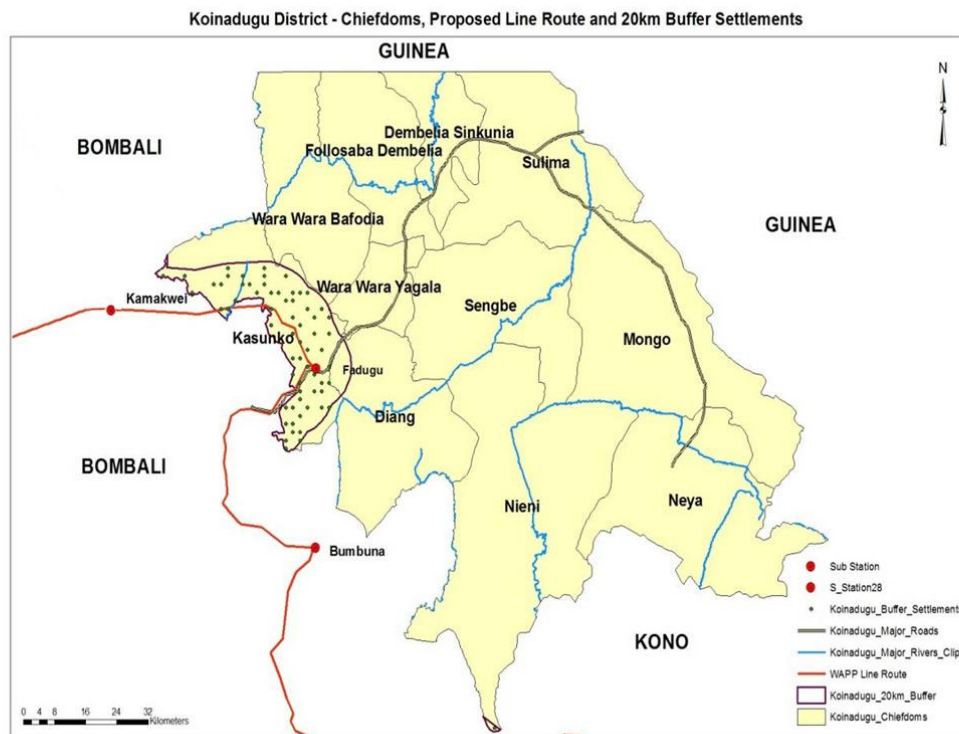 Koinadugu District - Chiefdoms, Proposed Line Route and 20km Buffer Settlements
GUINEA
N
BOMBALI
Dembelia Sinkunia
Follosaba Dembelia
Sulima
Wara Wara Bafodia
GUINEA
Wara Wara Yagala
Kamakwei
Sengbe
Kasunko
Mongo
Fadugu
Diang
BOMBALI
Nieni
Neya
Bumbuna
KONO
Sub Station
S_Station28
Koinadugu_Buffer_Settlements
Koinadugu_Major_Roads
Koinadugu_Major_Rivers_Clip
WAPP Line Route
Koinadugu_20km_Buffer
Koinadugu_Chiefdoms
0 4 8 16 24 32
Kilometers